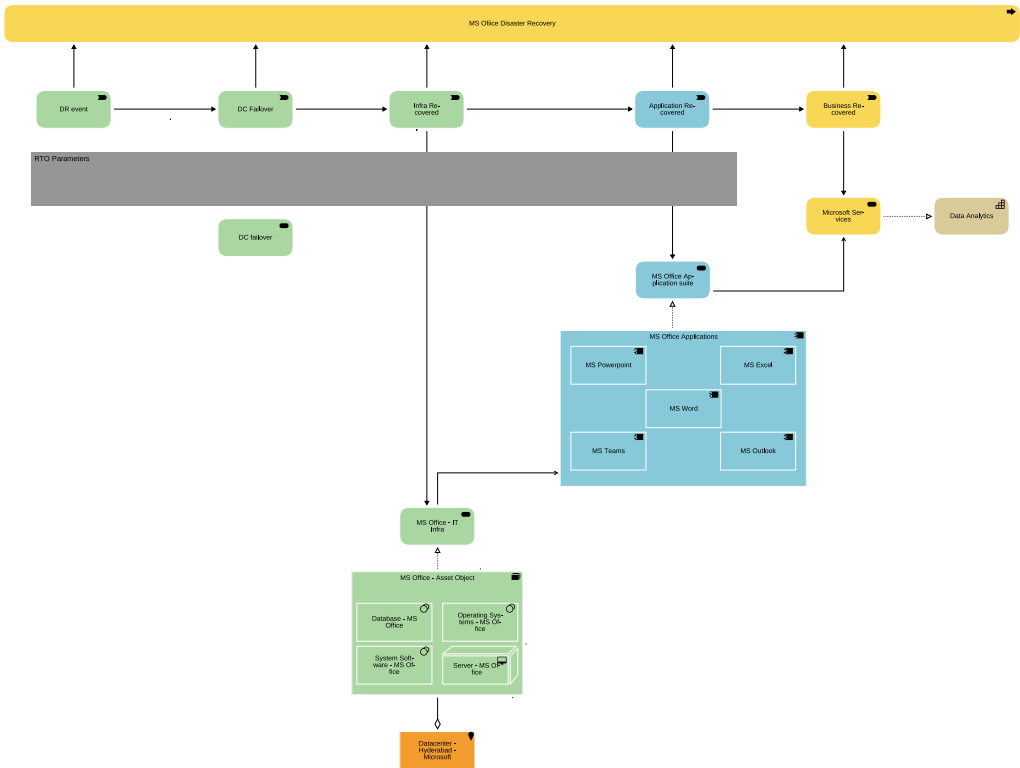 MS Ofiice Disaster Recovery
DR event
DC Failover
Infra Re-
covered
Application Re-
covered
Business Re-
covered
RTO Parameters
Microsoft Ser-
vices
Data Analytics
DC failover
MS Office Ap-
plication suite
MS Office Applications
MS Powerpoint
MS Excel
MS Word
MS Teams
MS Outlook
MS Office - IT
Infra
MS Office - Asset Object
Database - MS
Office
Operating Sys-
tems - MS Of-
fice
System Soft-
ware - MS Of-
fice
Server - MS Of-
fice
Datacenter -
Hyderabad -
Microsoft